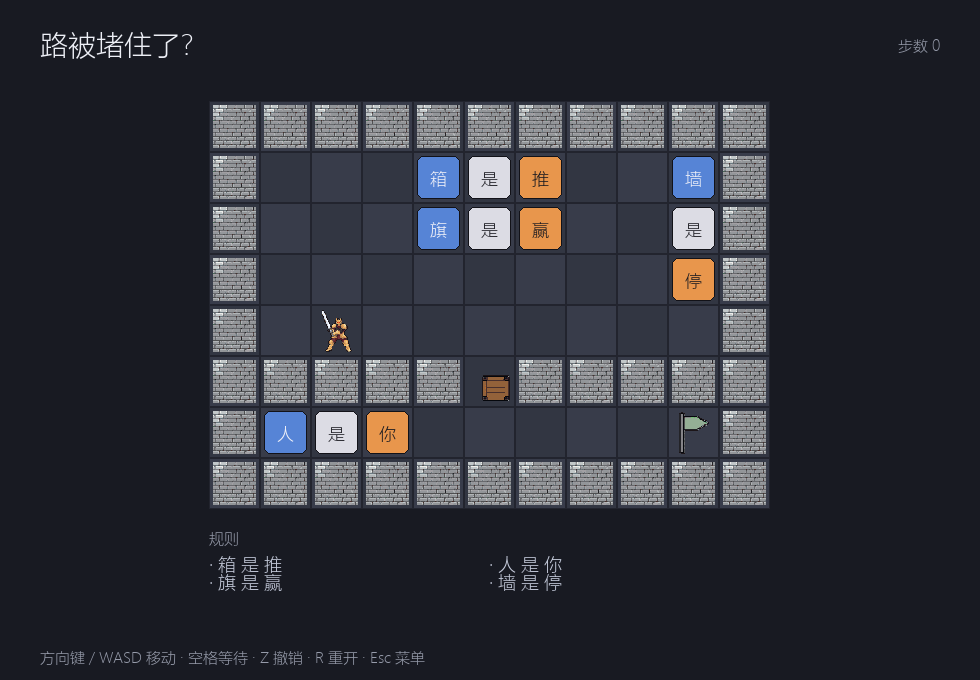 路被堵住了?
步数 0
箱 是 推 墙
旗 是 赢 是
停
人 是 你
规则
· 箱 是 推 · 人 是 你
· 旗 是 赢 · 墙 是 停
方向键 / WASD 移动 · 空格等待 · Z 撤销 · R 重开 · Esc 菜单